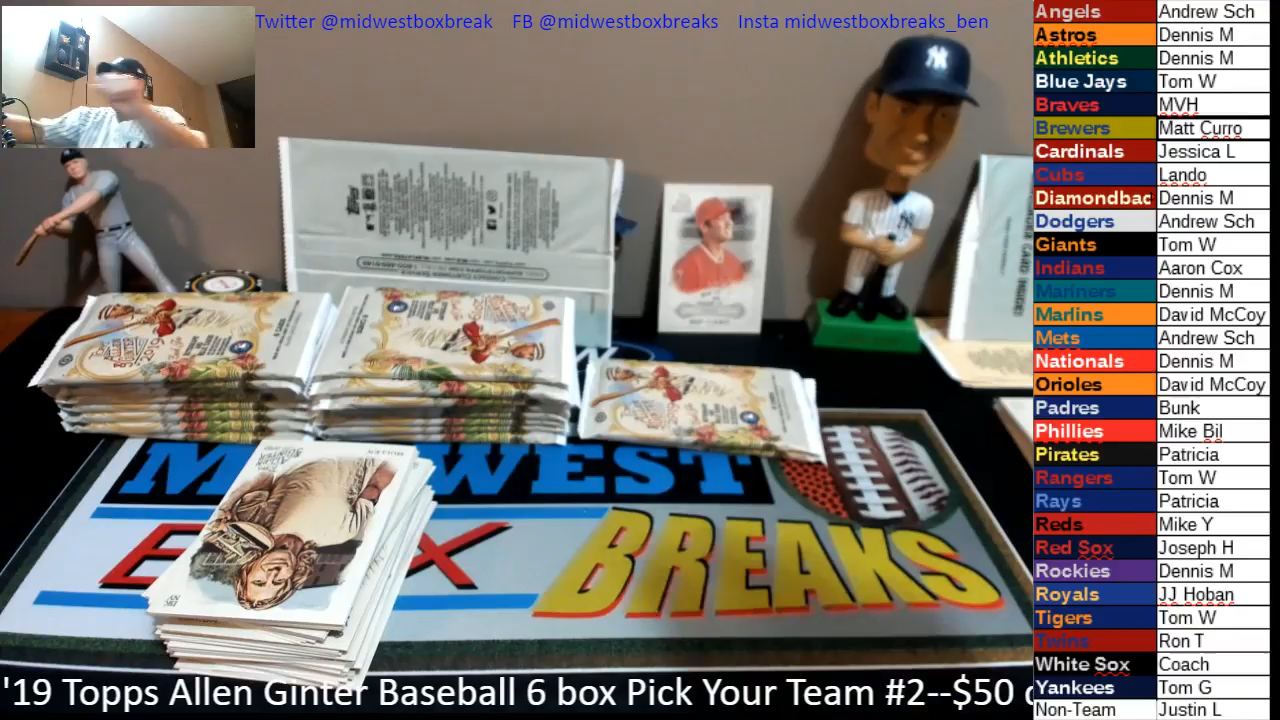 Twitter @midwestboxbreak FB @midwestboxbreaks Insta midwestboxbreaks_ben
Angels Andrew Sch
Astros Dennis M
Athletics Dennis M
Blue Jays Tom W
Braves MVH
Brewers Matt Curro
Cardinals Jessica L
Cubs Lando
Diamondbac Dennis M
Dodgers Andrew Sch
Giants Tom W
Indians Aaron Cox
Mariners Dennis M
Marlins David McCoy
Mets Andrew Sch
Nationals Dennis M
Orioles David McCoy
Padres Bunk
Phillies Mike Bil
Pirates Patricia
Rangers Tom W
Rays Patricia
Reds Mike Y
Red Sox Joseph H
Rockies Dennis M
Royals JJ Hoban
Tigers Tom W
Twins Ron T
White Sox Coach
Yankees Tom G
Non-Team Justin L
Topps
MULLEN
MIDWEST
BOX BREAKS
'19 Topps Allen Ginter Baseball 6 box Pick Your Team #2--$50